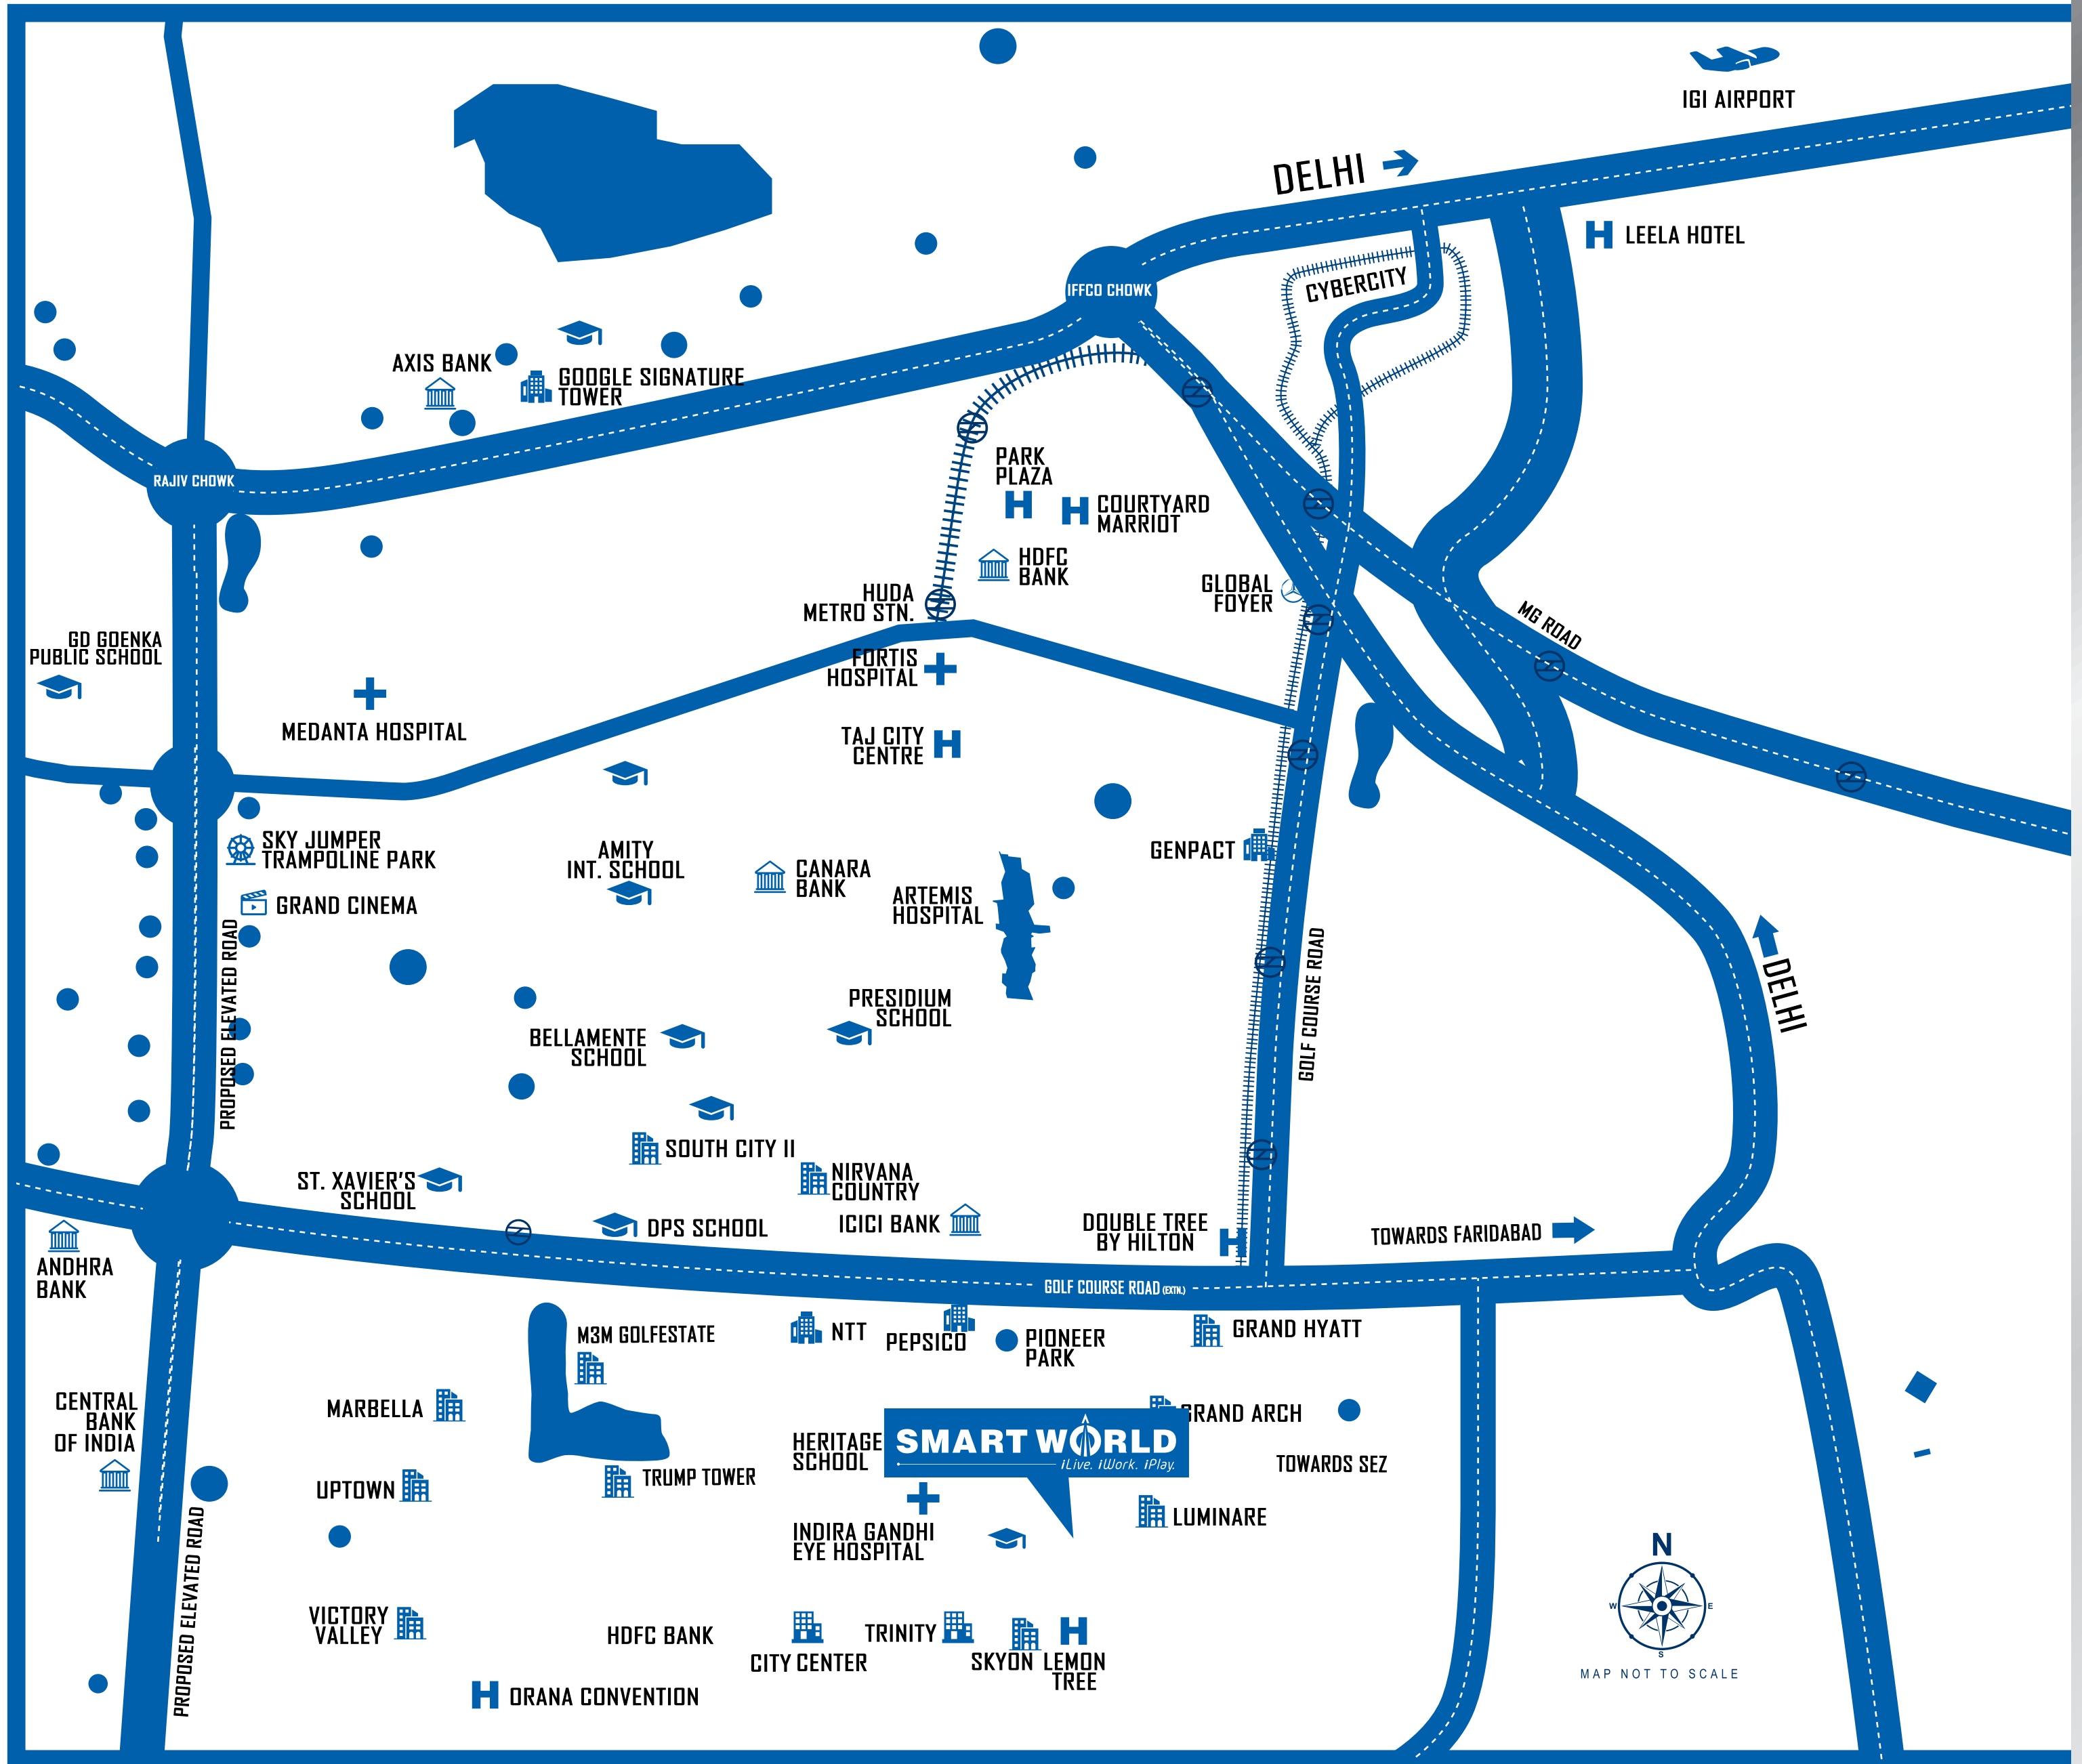 IGI AIRPORT
DELHI
LEELA HOTEL
CYBERCITY
IFFCO CHOWK
AXIS BANK
GOOGLE SIGNATURE
TOWER
RAJIV CHOWK
PARK
PLAZA
COURTYARD
MARRIOT
HDFC
BANK
GLOBAL
FOYER
HUDA
METRO STN.
MG ROAD
GD GOENKA
PUBLIC SCHOOL
FORTIS
HOSPITAL
MEDANTA HOSPITAL
TAJ CITY
CENTRE
SKY JUMPER
TRAMPOLINE PARK
AMITY
INT. SCHOOL
CANARA
BANK
GENPACT
GRAND CINEMA
ARTEMIS
HOSPITAL
PROPOSED ELEVATED ROAD
GOLF COURSE ROAD
DELHI
PRESIDIUM
SCHOOL
BELLAMENTE
SCHOOL
SOUTH CITY II
ST. XAVIER'S
SCHOOL
NIRVANA
COUNTRY
DPS SCHOOL
ICICI BANK
DOUBLE TREE
BY HILTON
TOWARDS FARIDABAD
ANDHRA
BANK
GOLF COURSE ROAD (EXTN.)
M3M GOLFESTATE
NTT
PEPSICO
PIONEER
PARK
GRAND HYATT
CENTRAL
BANK
OF INDIA
MARBELLA
HERITAGE
SCHOOL
SMART WORLD
iLive. iWork. iPlay.
GRAND ARCH
TOWARDS SEZ
UPTOWN
TRUMP TOWER
LUMINARE
INDIRA GANDHI
EYE HOSPITAL
PROPOSED ELEVATED ROAD
VICTORY
VALLEY
HDFC BANK
CITY CENTER
TRINITY
SKYON
LEMON
TREE
ORANA CONVENTION
N
W
E
S
MAP NOT TO SCALE